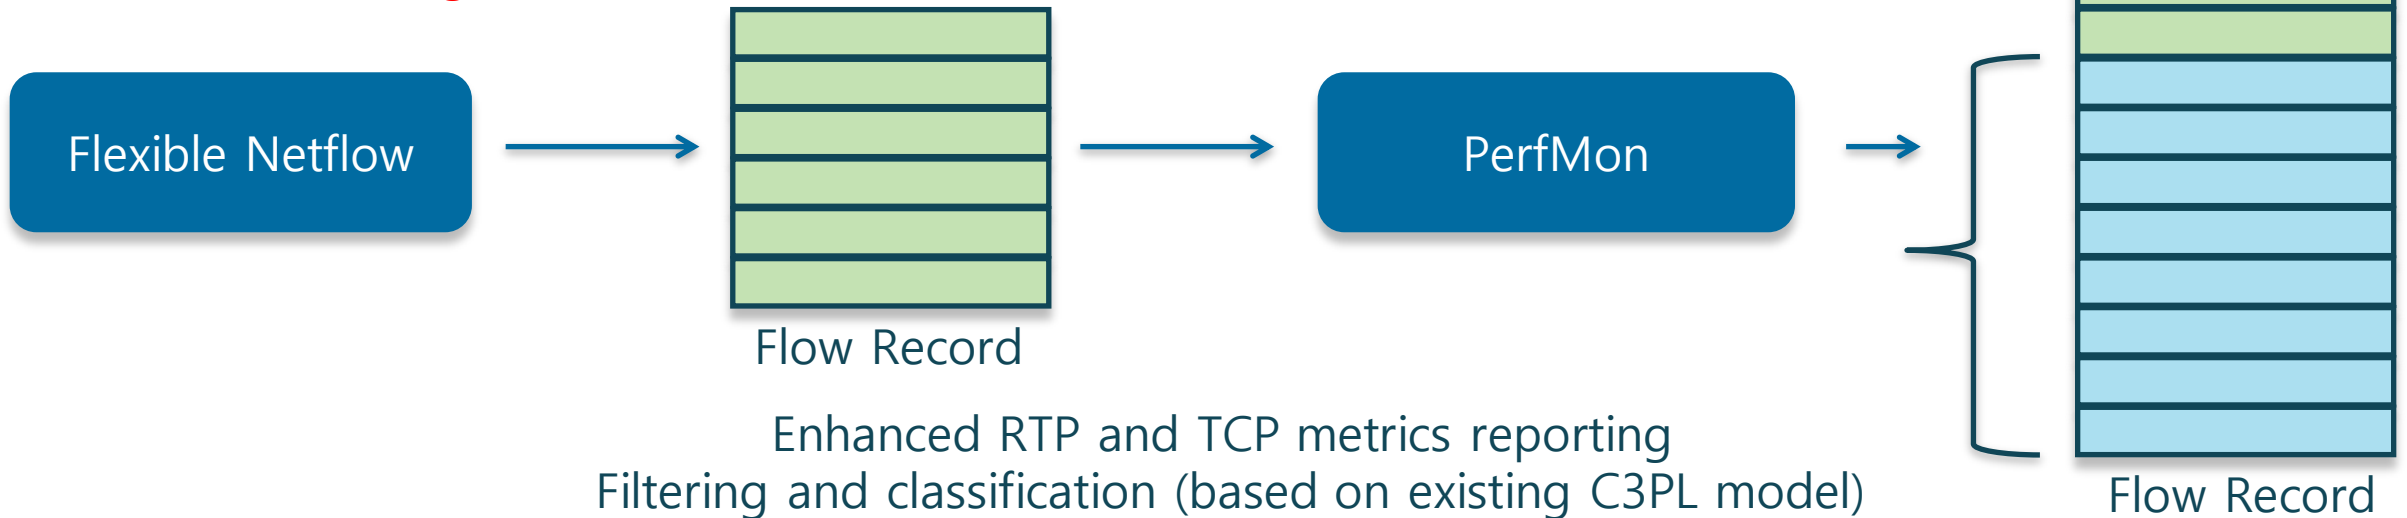 Flexible Netflow
PerfMon
Flow Record
Enhanced RTP and TCP metrics reporting
Filtering and classification (based on existing C3PL model)
Flow Record